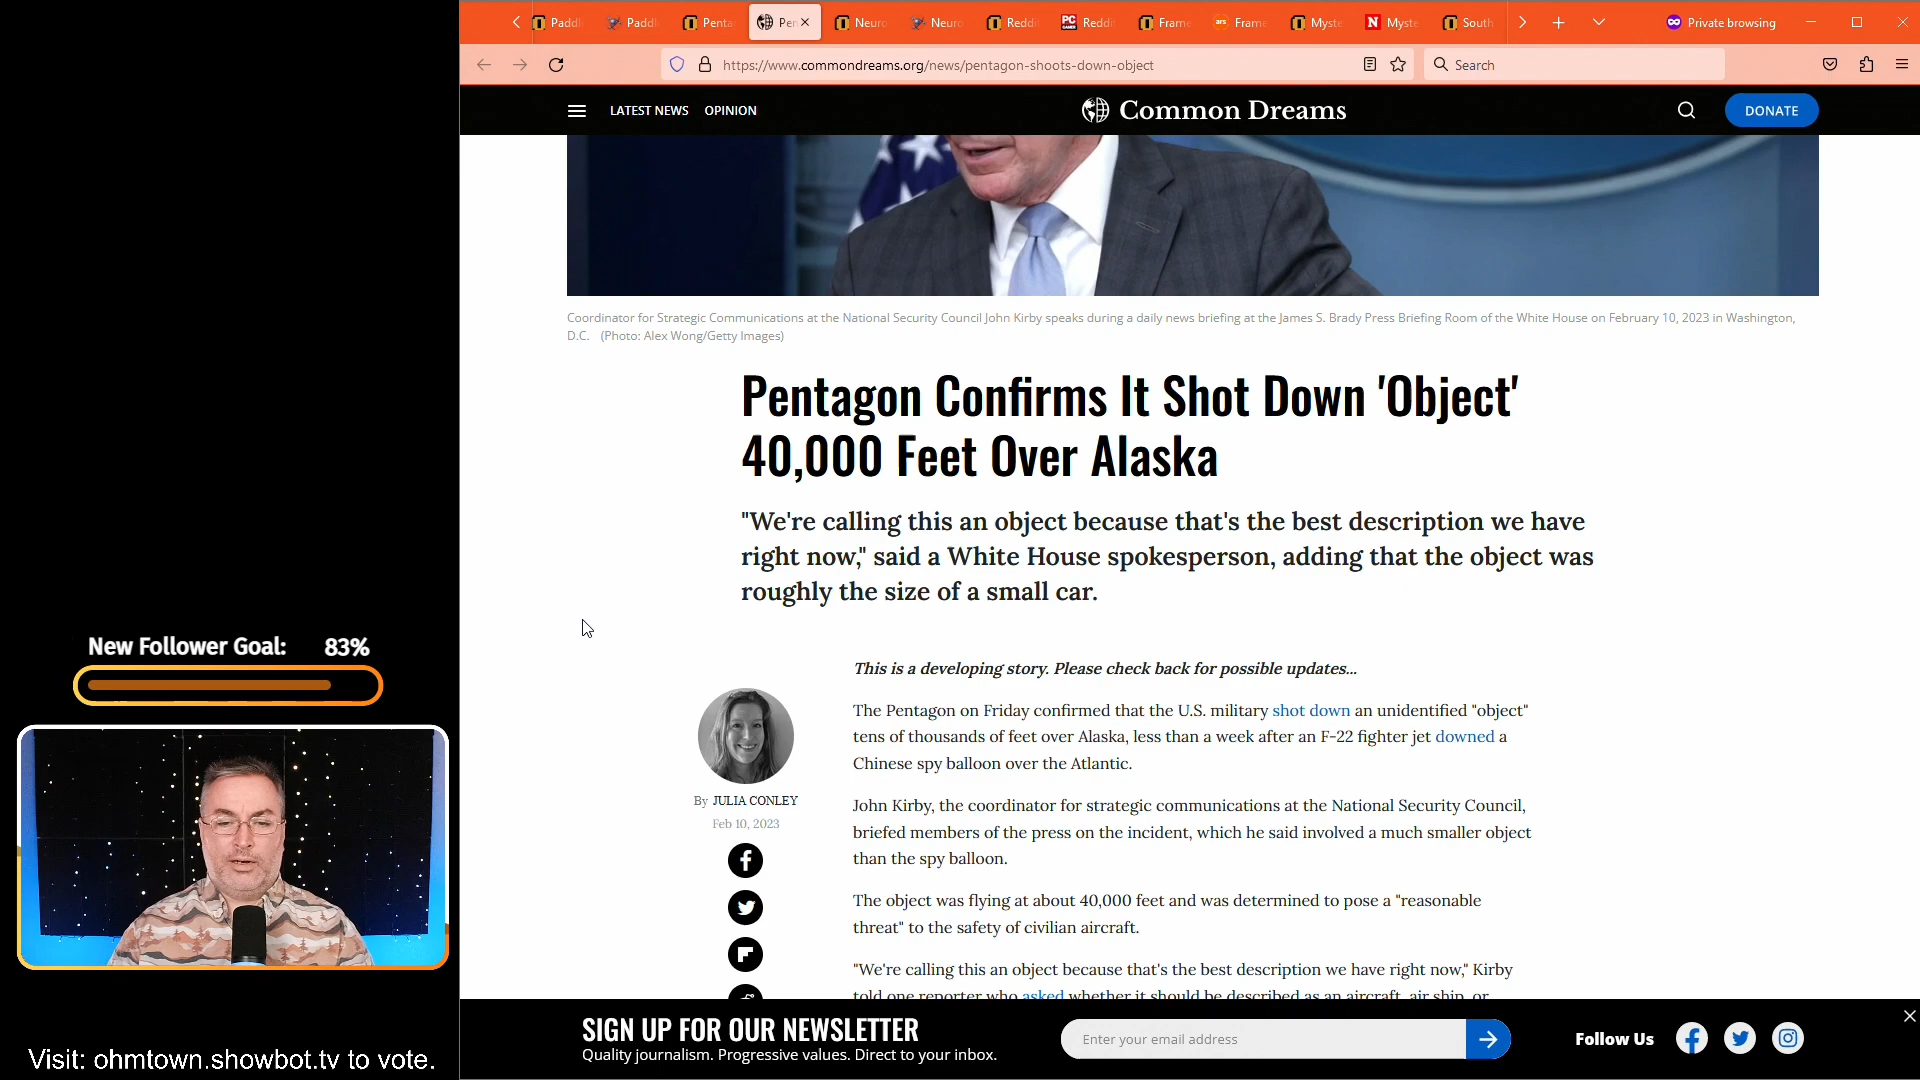 Paddl
Paddl
Penta
Per
Neuro
Neuro
Reddi
Reddi
Frame
Frame
Myste
Myste
South
Private browsing
https://www.commondreams.org/news/pentagon-shoots-down-object
Search
LATEST NEWS
OPINION
Common Dreams
DONATE
Coordinator for Strategic Communications at the National Security Council John Kirby speaks during a daily news briefing at the James S. Brady Press Briefing Room of the White House on February 10, 2023 in Washington,
D.C. (Photo: Alex Wong/Getty Images)
Pentagon Confirms It Shot Down 'Object'
40,000 Feet Over Alaska
"We're calling this an object because that's the best description we have
right now," said a White House spokesperson, adding that the object was
roughly the size of a small car.
This is a developing story. Please check back for possible updates...
By JULIA CONLEY
Feb 10, 2023
The Pentagon on Friday confirmed that the U.S. military shot down an unidentified "object"
tens of thousands of feet over Alaska, less than a week after an F-22 fighter jet downed a
Chinese spy balloon over the Atlantic.
John Kirby, the coordinator for strategic communications at the National Security Council,
briefed members of the press on the incident, which he said involved a much smaller object
than the spy balloon.
The object was flying at about 40,000 feet and was determined to pose a "reasonable
threat" to the safety of civilian aircraft.
"We're calling this an object because that's the best description we have right now," Kirby
told one reporter who asked whether it should be described as an aircraft, air ship, or
SIGN UP FOR OUR NEWSLETTER
Quality journalism. Progressive values. Direct to your inbox.
Enter your email address
Follow Us
New Follower Goal: 83%
Visit: ohmtown.showbot.tv to vote.